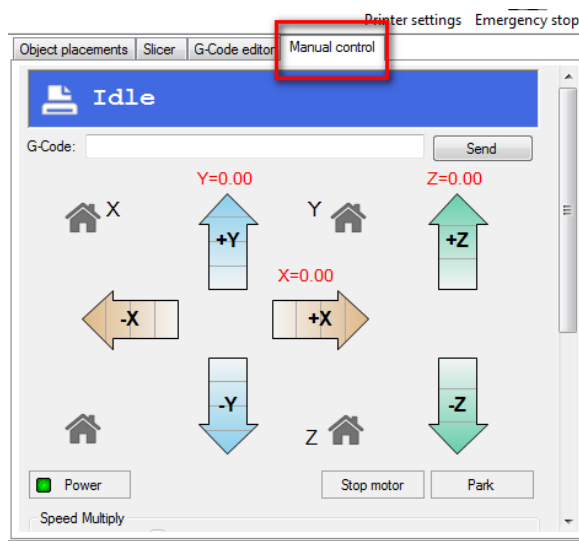 Printer settings Emergency stop
Object placements Slicer G-Code editor Manual control
Idle
G-Code: Send
Y=0.00 Z=0.00
X Y
+Y +Z
X=0.00
-X +X
-Y -Z
Z
Power Stop motor Park
Speed Multiply